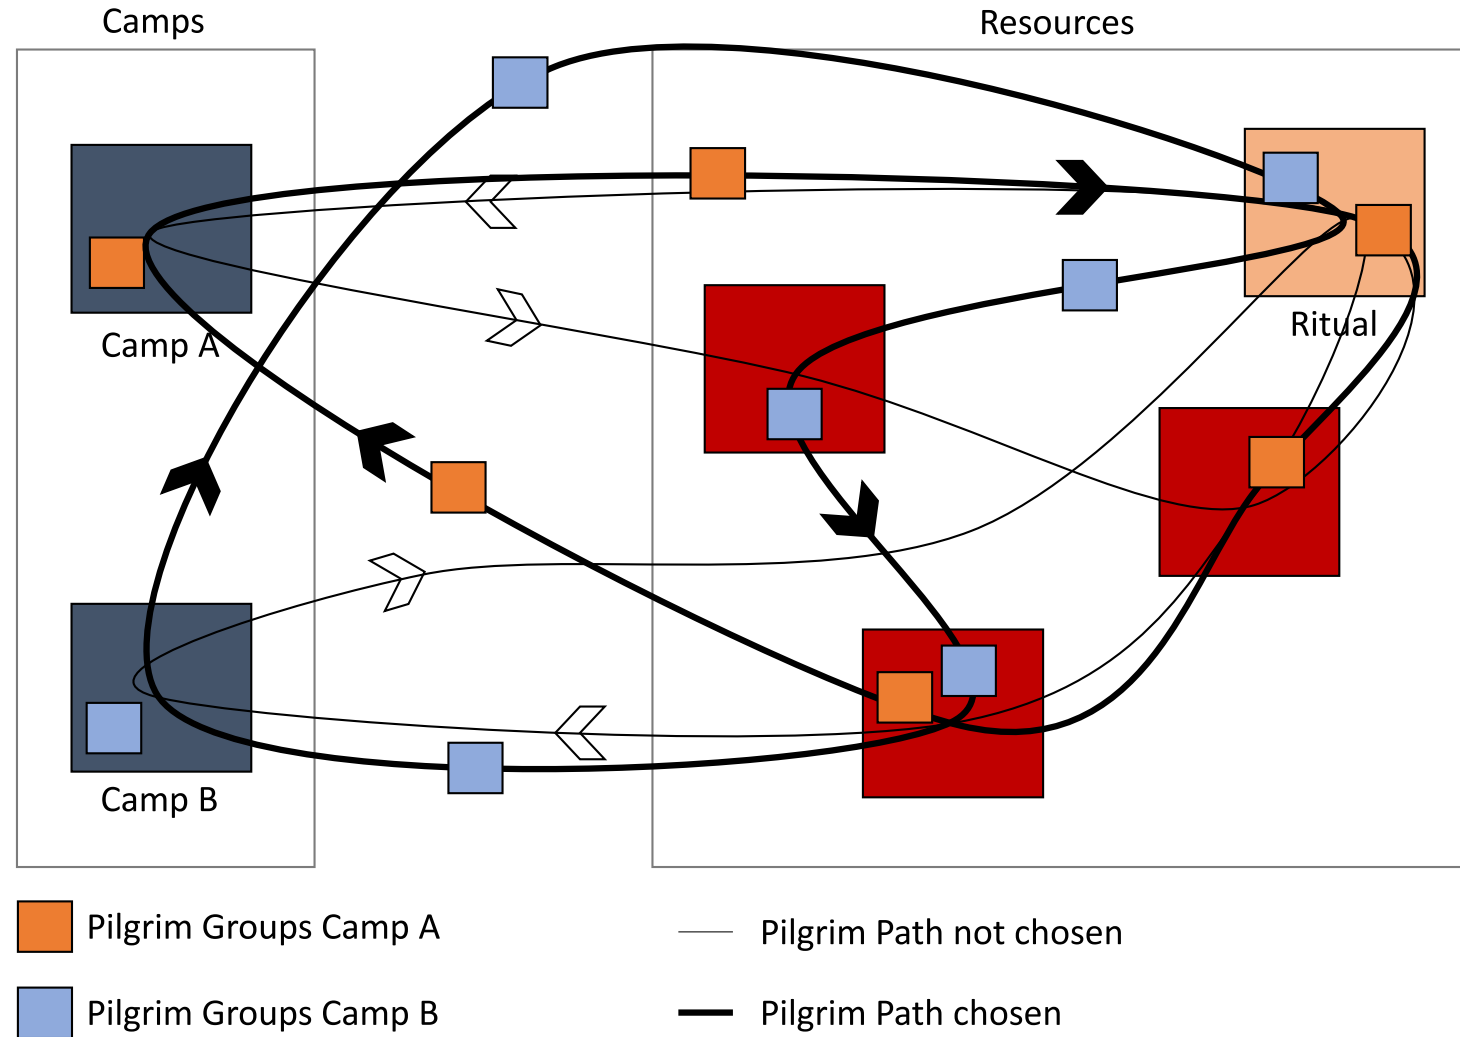 Camps
Resources
Ritual
Camp A
Camp B
Pilgrim Groups Camp A
Pilgrim Path not chosen
Pilgrim Groups Camp B
Pilgrim Path chosen